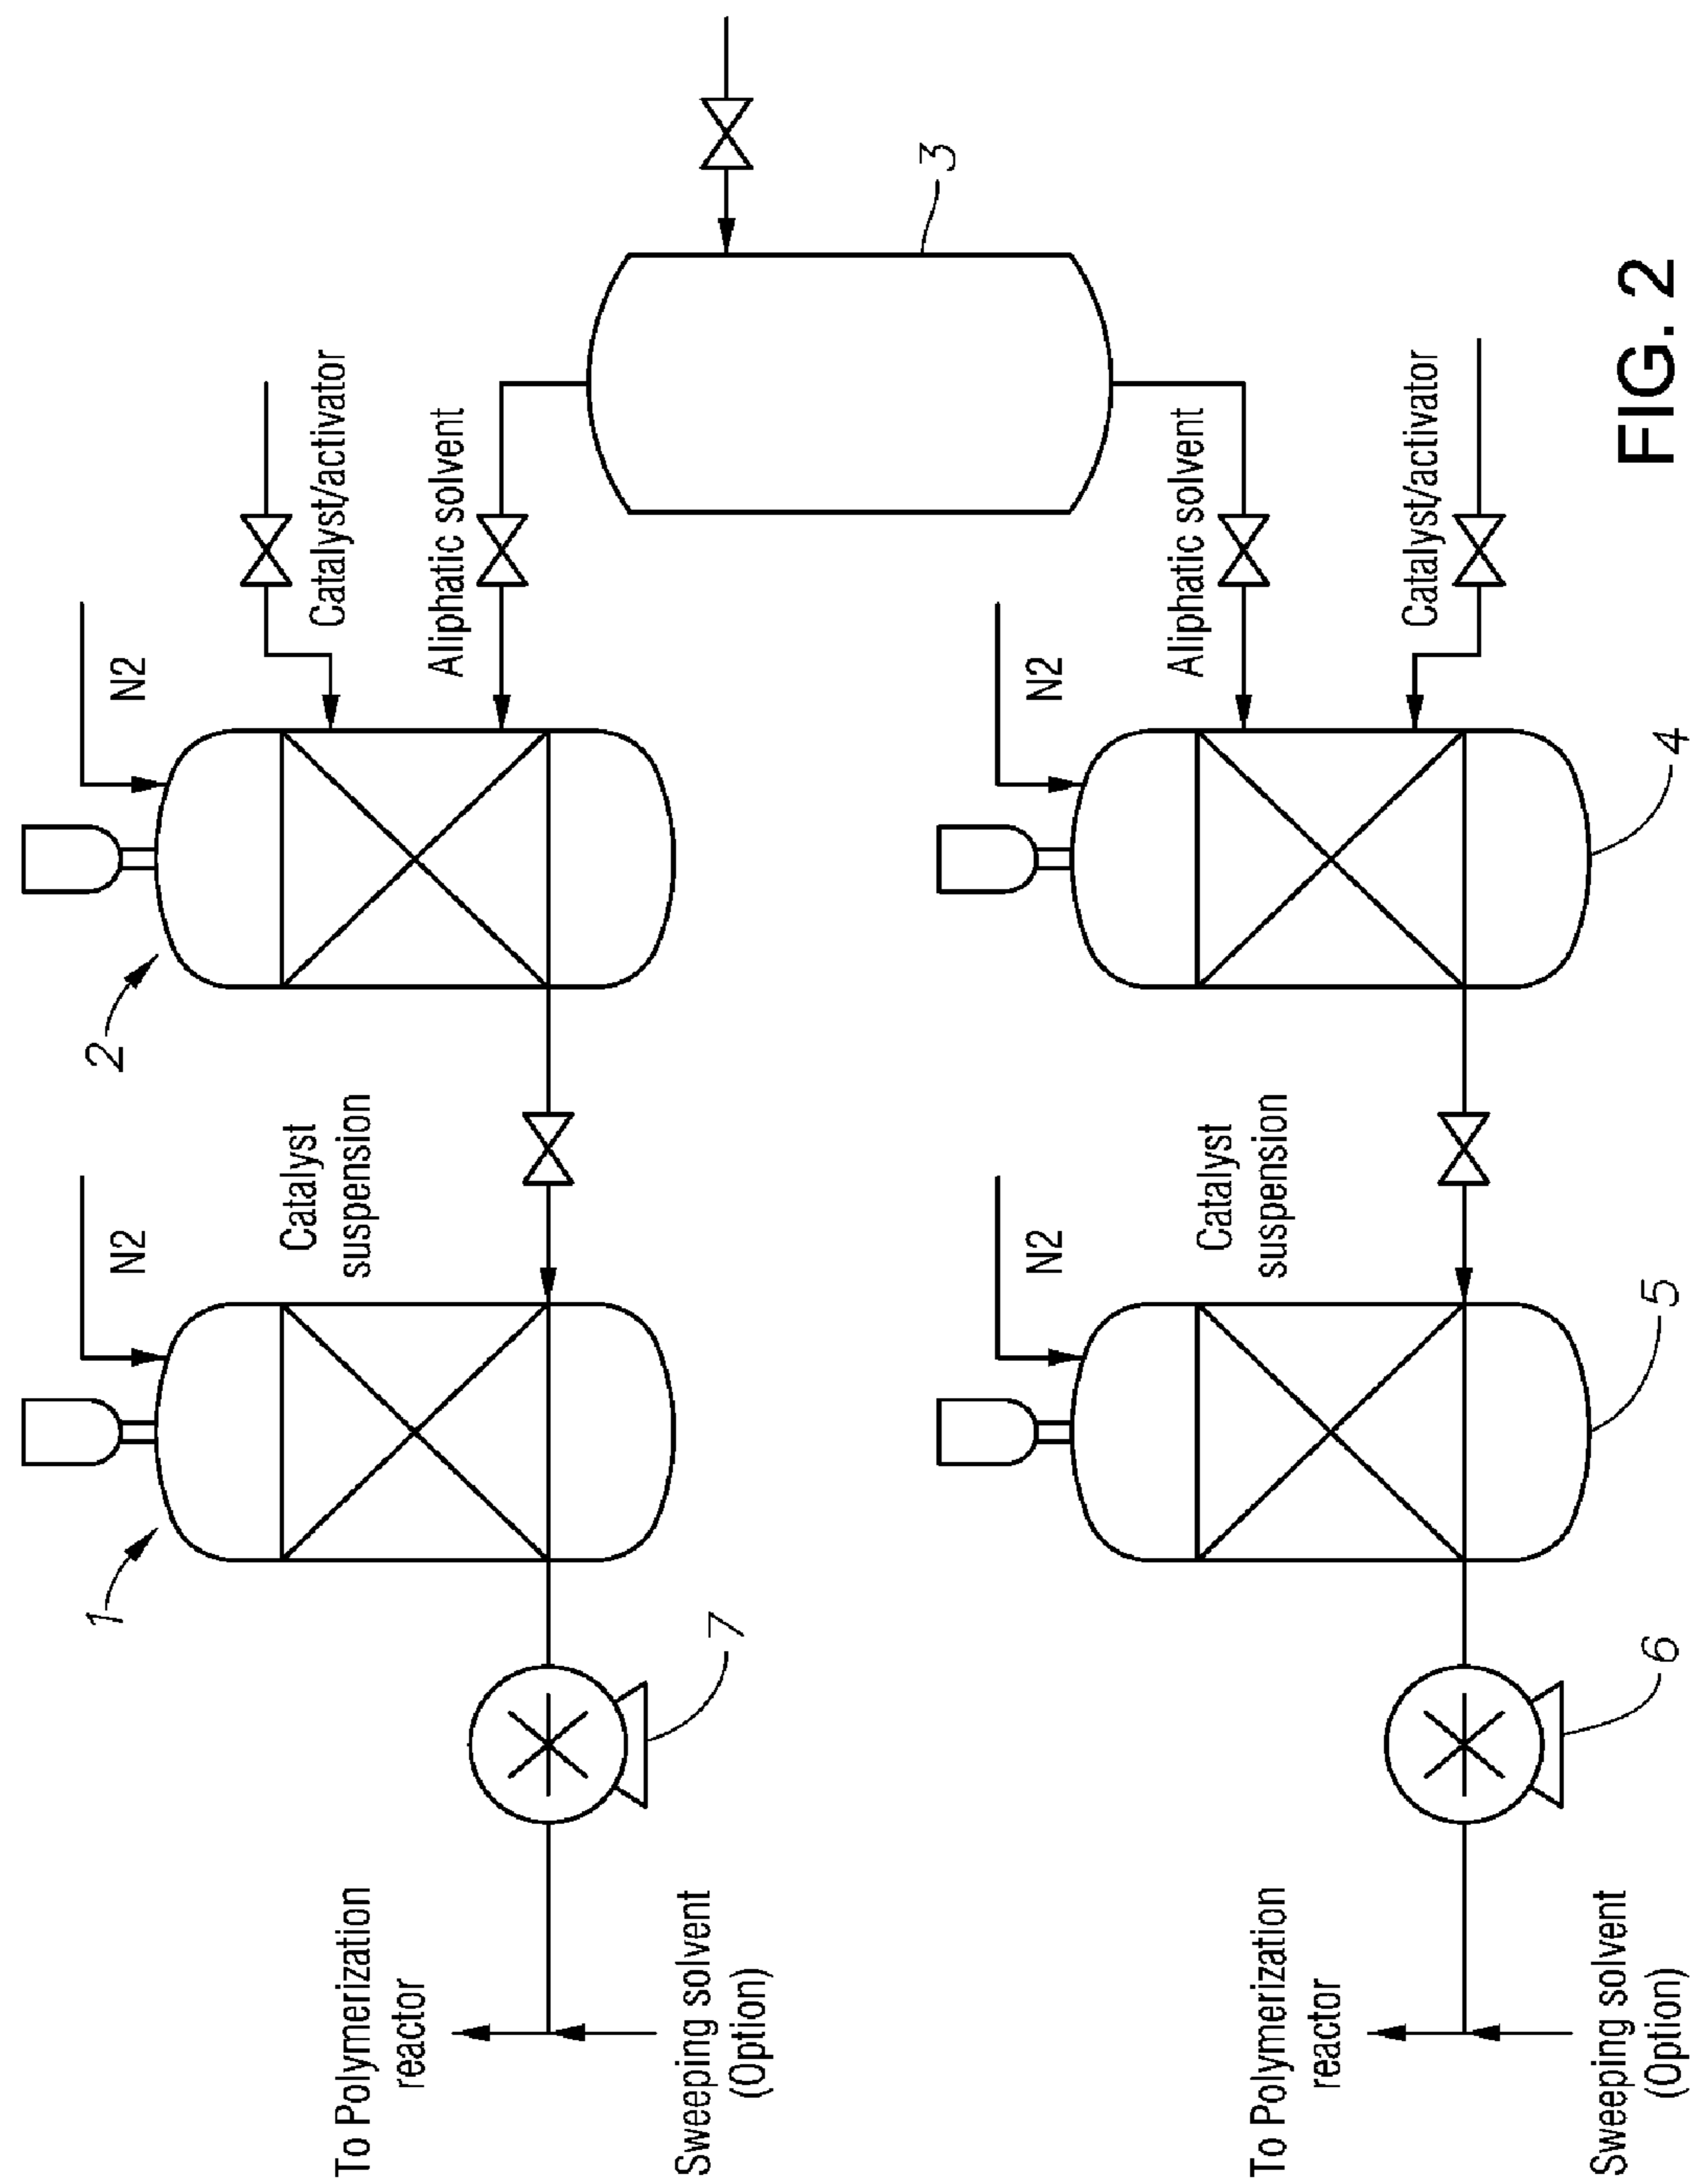 To Polymerization
reactor
Sweeping solvent
(Option)
7
1
N2
Catalyst
suspension
2
N2
Catalyst/activator
Aliphatic solvent
3
To Polymerization
reactor
Sweeping solvent
(Option)
6
5
N2
Catalyst
suspension
4
N2
Aliphatic solvent
Catalyst/activator
FIG. 2